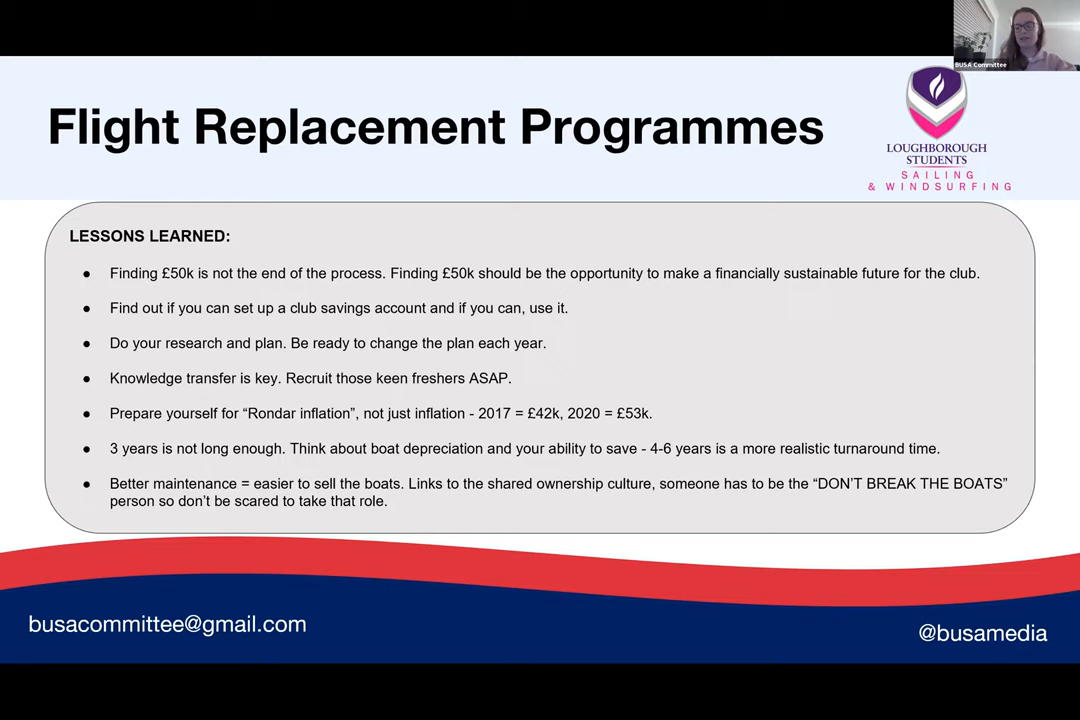 BUSA Committee
Flight Replacement Programmes
LOUGHBOROUGH
STUDENTS
SAILING
& WINDSURFING
LESSONS LEARNED:
● Finding £50k is not the end of the process. Finding £50k should be the opportunity to make a financially sustainable future for the club.
● Find out if you can set up a club savings account and if you can, use it.
● Do your research and plan. Be ready to change the plan each year.
● Knowledge transfer is key. Recruit those keen freshers ASAP.
● Prepare yourself for “Rondar inflation”, not just inflation - 2017 = £42k, 2020 = £53k.
● 3 years is not long enough. Think about boat depreciation and your ability to save - 4-6 years is a more realistic turnaround time.
● Better maintenance = easier to sell the boats. Links to the shared ownership culture, someone has to be the “DON’T BREAK THE BOATS”
person so don’t be scared to take that role.
busacommittee@gmail.com
@busamedia